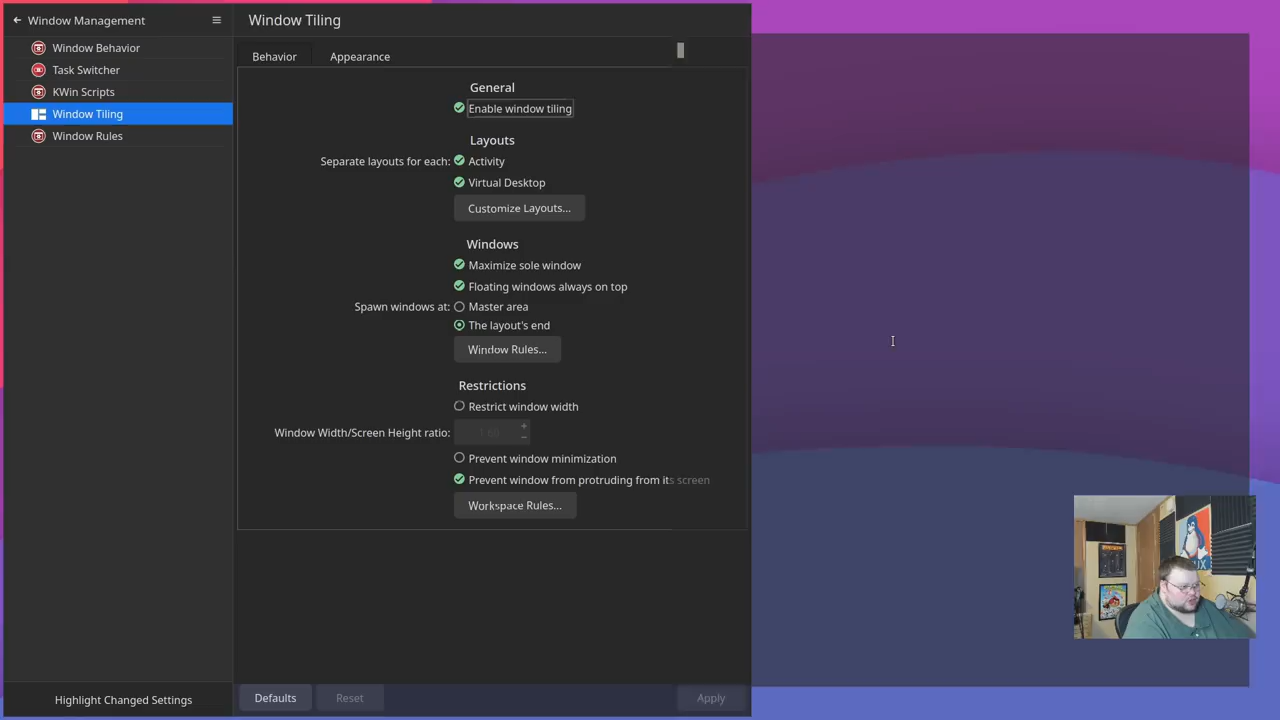 Window Management
Window Tiling
Window Behavior
Task Switcher
KWin Scripts
Window Tiling
Window Rules
Behavior
Appearance
General
Enable window tiling
Layouts
Separate layouts for each:
Activity
Virtual Desktop
Customize Layouts...
Windows
Maximize sole window
Floating windows always on top
Spawn windows at:
Master area
The layout's end
Window Rules...
Restrictions
Restrict window width
Window Width/Screen Height ratio:
Prevent window minimization
Prevent window from protruding from its screen
Workspace Rules...
Highlight Changed Settings
Defaults
Reset
Apply